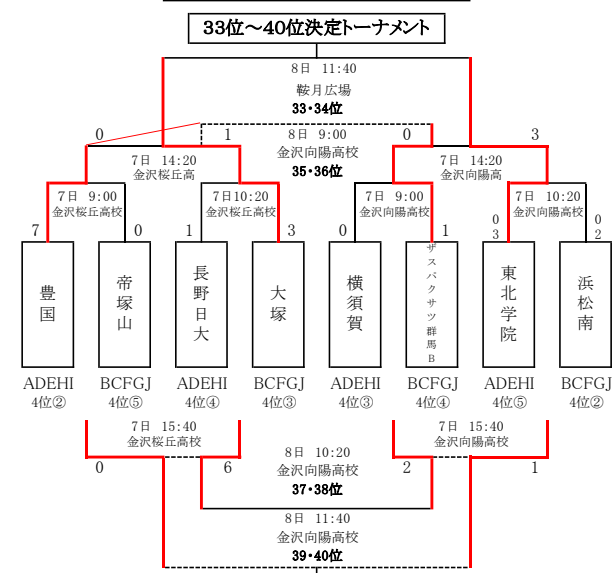 33位～40位決定トーナメント
8日 11:40
鞍月広場
33・34位
0 1 8日 9:00 0 3
金沢向陽高校
7日 14:20 35・36位 7日 14:20
金沢桜丘高 金沢向陽高
7日 9:00 7日10:20 7日 9:00 7日 10:20
金沢桜丘高校 金沢桜丘高校 金沢向陽高校 金沢向陽高校
7 0 1 3 0 1 0 3 0 2
豊国 帝塚山 長野日大 大塚 横須賀 ザスパクサツ群馬B 東北学院 浜松南
ADEHI BCFGJ ADEHI BCFGJ ADEHI BCFGJ ADEHI BCFGJ
4位② 4位⑤ 4位④ 4位③ 4位③ 4位④ 4位⑤ 4位②
7日 15:40 7日 15:40
金沢桜丘高校 金沢向陽高校
0 6 8日 10:20 2 1
金沢向陽高校
37・38位
8日 11:40
金沢向陽高校
39・40位